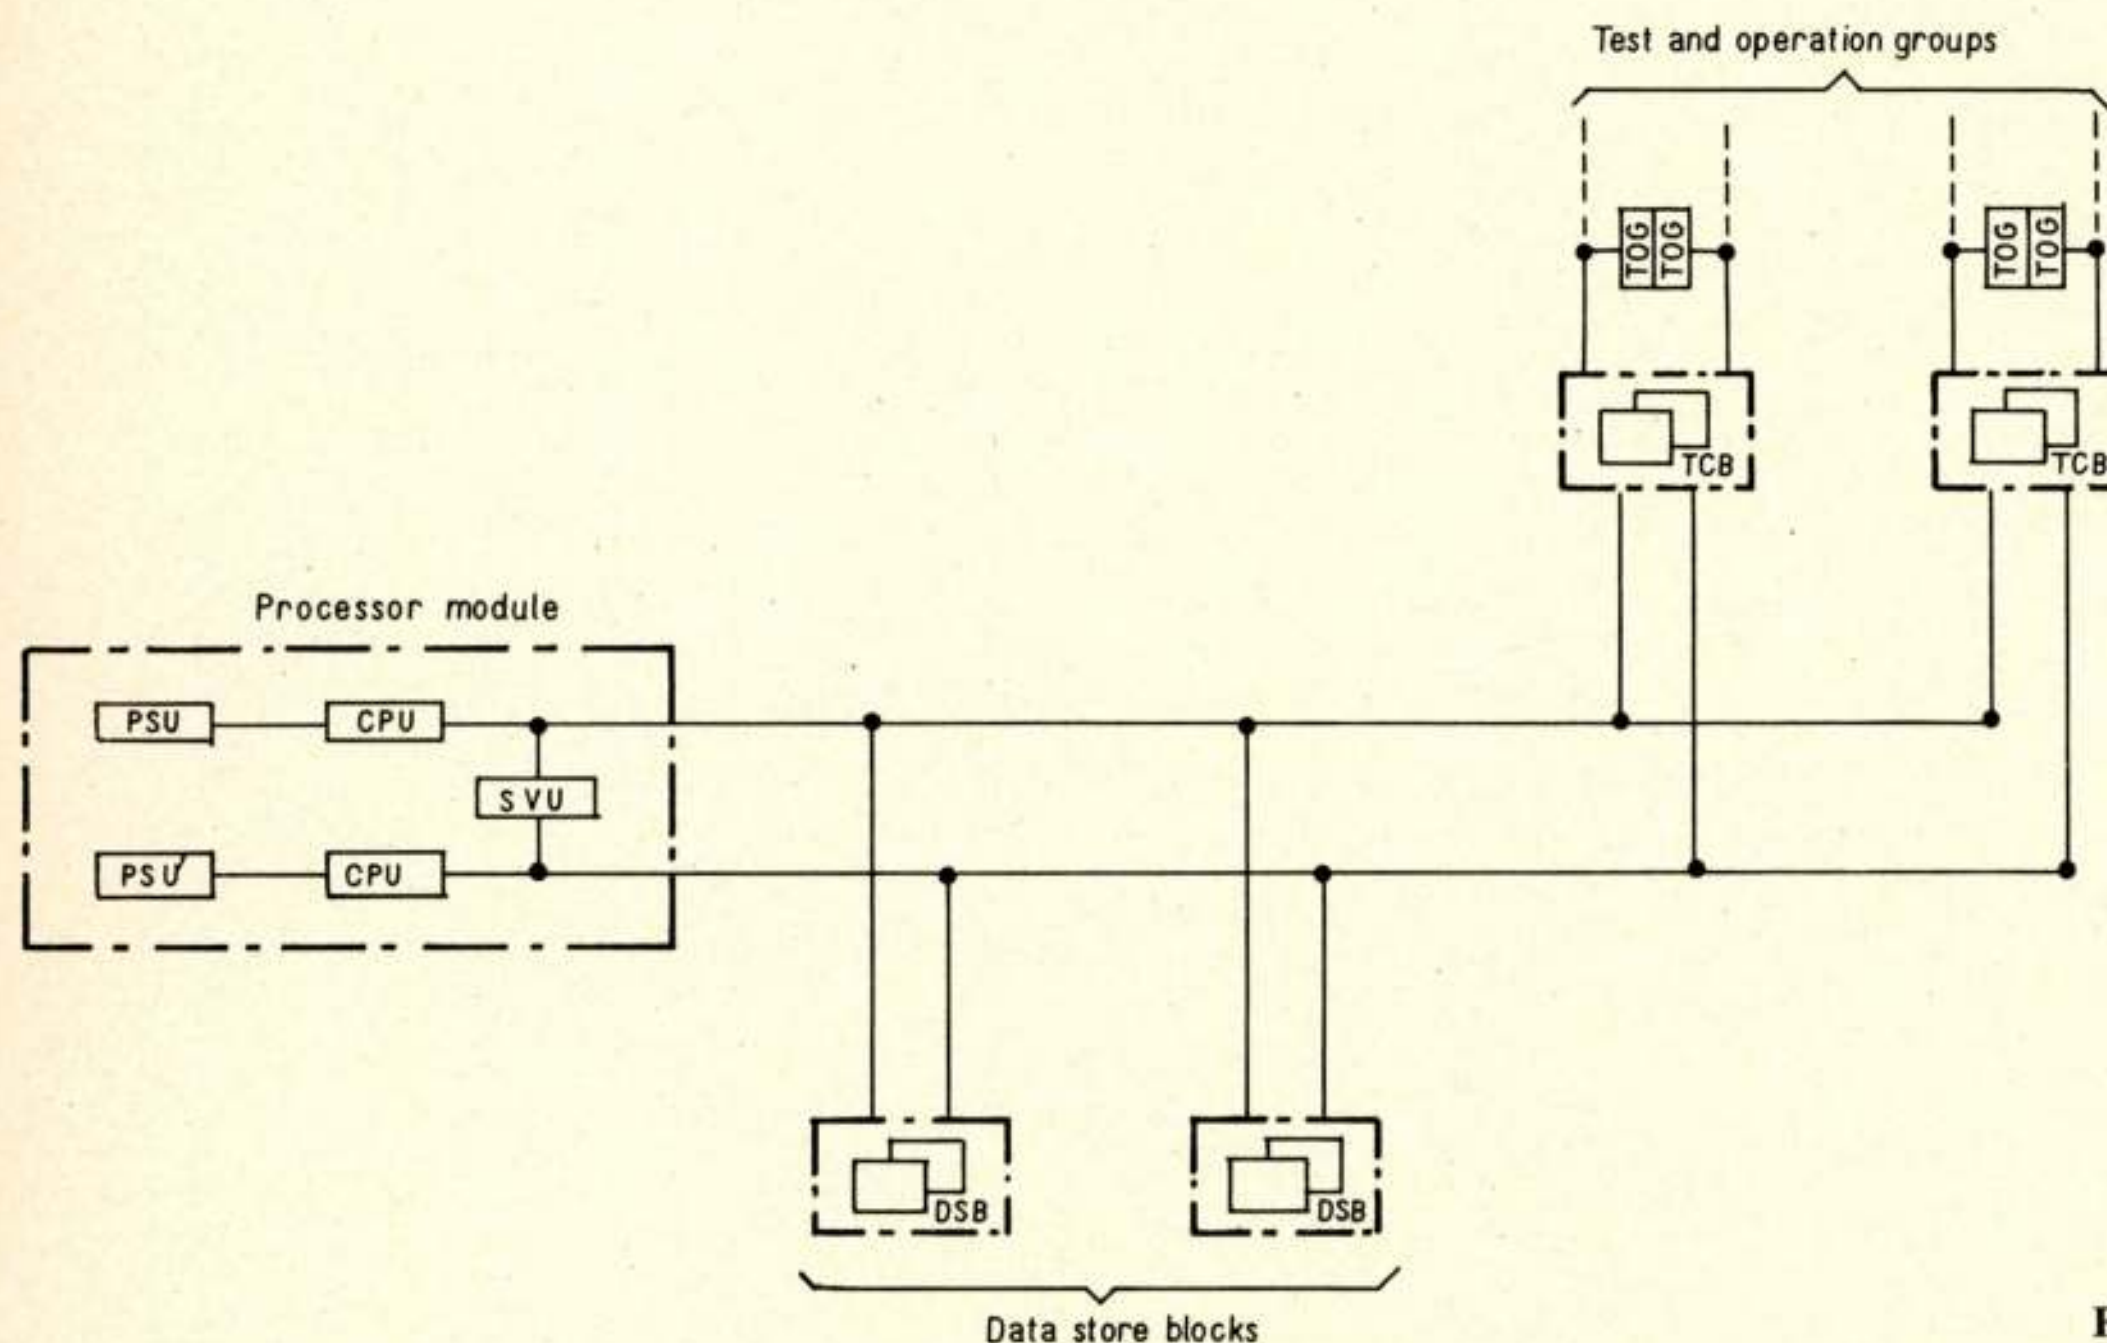 Test and operation groups
TOG TOG
TOG TOG
TCB
TCB
Processor module
PSU
CPU
SVU
PSU
CPU
DSB
DSB
Data store blocks